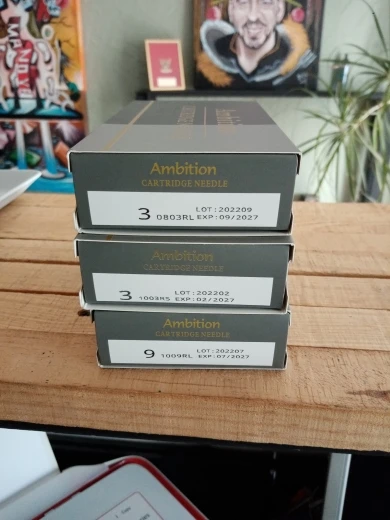 Ambition
Ambition
CARTRIDGE NEEDLE
3 0803RL LOT:202209
EXP:09/2027
Ambition
CARTRIDGE NEEDLE
3 1003RS LOT:202202
EXP:02/2027
Ambition
CARTRIDGE NEEDLE
9 1009RL LOT:202207
EXP:07/2027